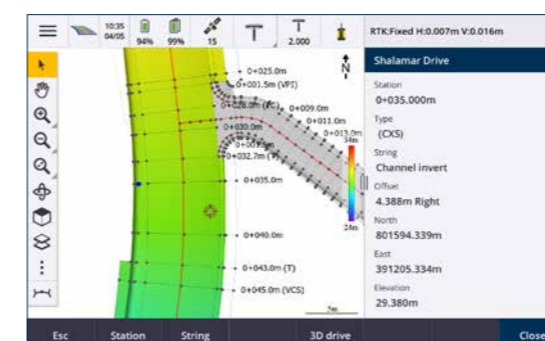 10:35
04/05
94%
99%
15
2.000
RTK:Fixed H:0.007m V:0.016m
Shalamar Drive
Station
0+035.000m
Type
(CXS)
String
Channel invert
Offset
4.388m Right
North
801594.339m
East
391205.334m
Elevation
29.380m
N
0+025.0m
0+001.5m (VPI)
0+009.0m
0+011.0m
0+030.0m
0+032.7m
34m
24m
0+035.0m
0+040.0m
0+043.0m (T)
0+045.0m (VCS)
5m
Esc
Station
String
3D drive
Close